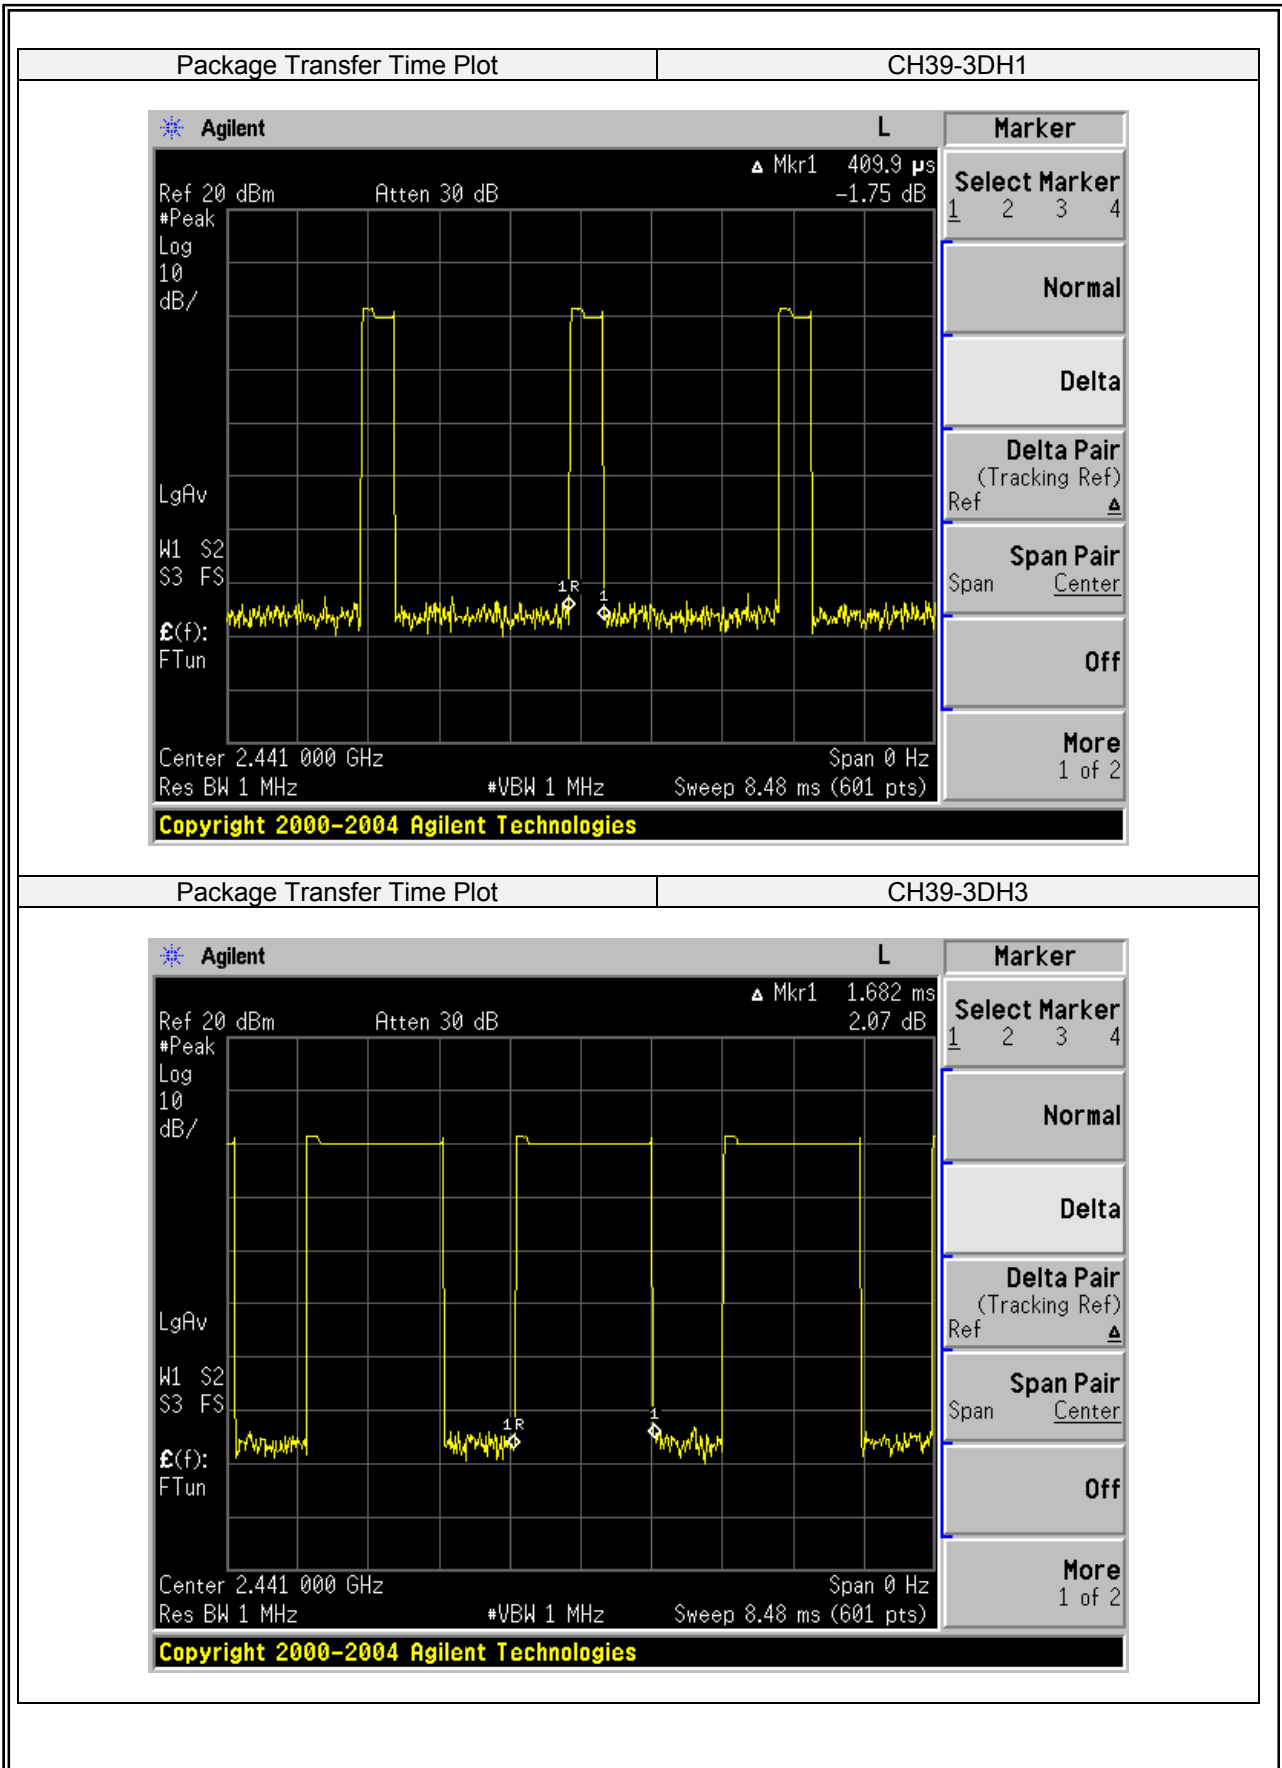 Package Transfer Time Plot CH39-3DH1
Agilent L Marker
Δ Mkr1 409.9 µs
Ref 20 dBm Atten 30 dB -1.75 dB
Select Marker
1 2 3 4
#Peak
Log
10
dB/
Normal
Delta
Delta Pair
(Tracking Ref)
Ref Δ
LgAv
W1 S2
S3 FS
Span Pair
Span Center
1R
1
£(f):
FTun
Off
Center 2.441 000 GHz Span 0 Hz
Res BW 1 MHz #VBW 1 MHz Sweep 8.48 ms (601 pts)
More
1 of 2
Copyright 2000-2004 Agilent Technologies
Package Transfer Time Plot CH39-3DH3
Agilent L Marker
Δ Mkr1 1.682 ms
Ref 20 dBm Atten 30 dB 2.07 dB
Select Marker
1 2 3 4
#Peak
Log
10
dB/
Normal
Delta
Delta Pair
(Tracking Ref)
Ref Δ
LgAv
W1 S2
S3 FS
Span Pair
Span Center
1R
1
£(f):
FTun
Off
Center 2.441 000 GHz Span 0 Hz
Res BW 1 MHz #VBW 1 MHz Sweep 8.48 ms (601 pts)
More
1 of 2
Copyright 2000-2004 Agilent Technologies